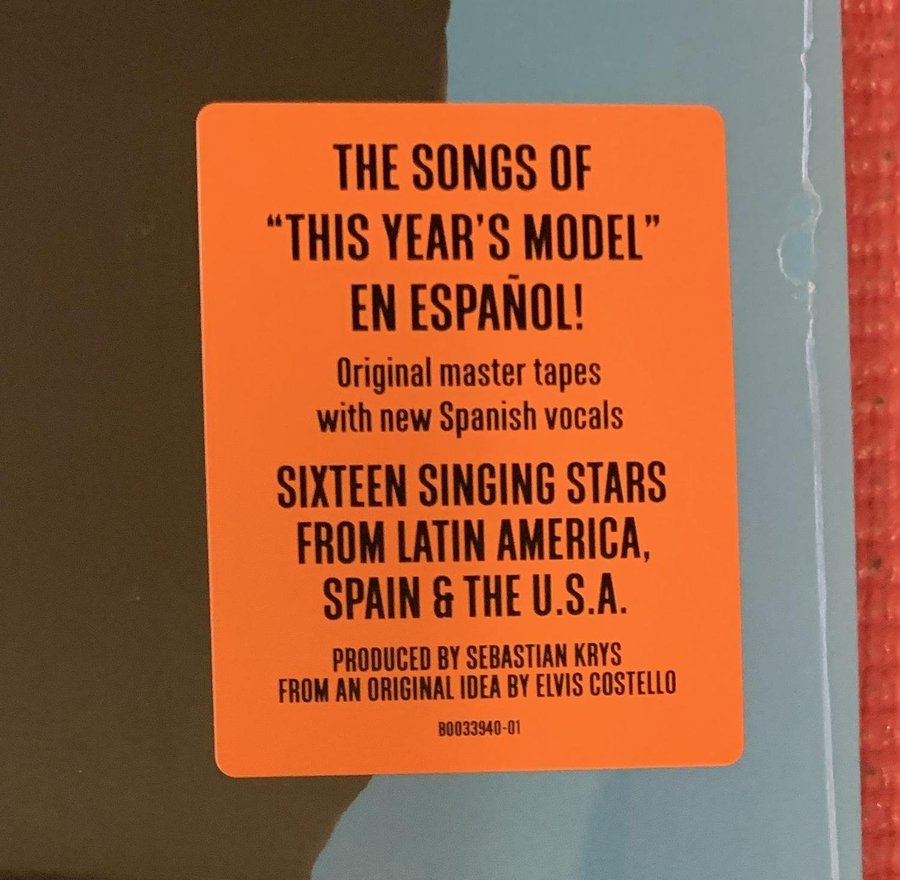 THE SONGS OF
“THIS YEAR’S MODEL”
EN ESPAÑOL!
Original master tapes
with new Spanish vocals
SIXTEEN SINGING STARS
FROM LATIN AMERICA,
SPAIN & THE U.S.A.
PRODUCED BY SEBASTIAN KRYS
FROM AN ORIGINAL IDEA BY ELVIS COSTELLO
B0033940-01